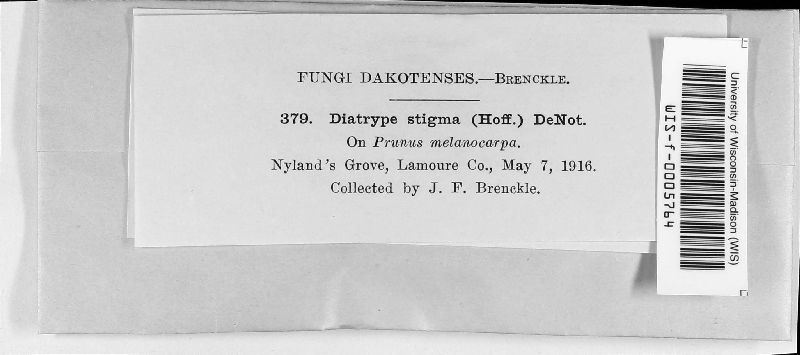 FUNGI DAKOTENSES.—BRENCKLE.
379. Diatrype stigma (Hoff.) DeNot.
On Prunus melanocarpa.
Nyland's Grove, Lamoure Co., May 7, 1916.
Collected by J. F. Brenckle.
University of Wisconsin-Madison (WIS)
WIS-f-0005764